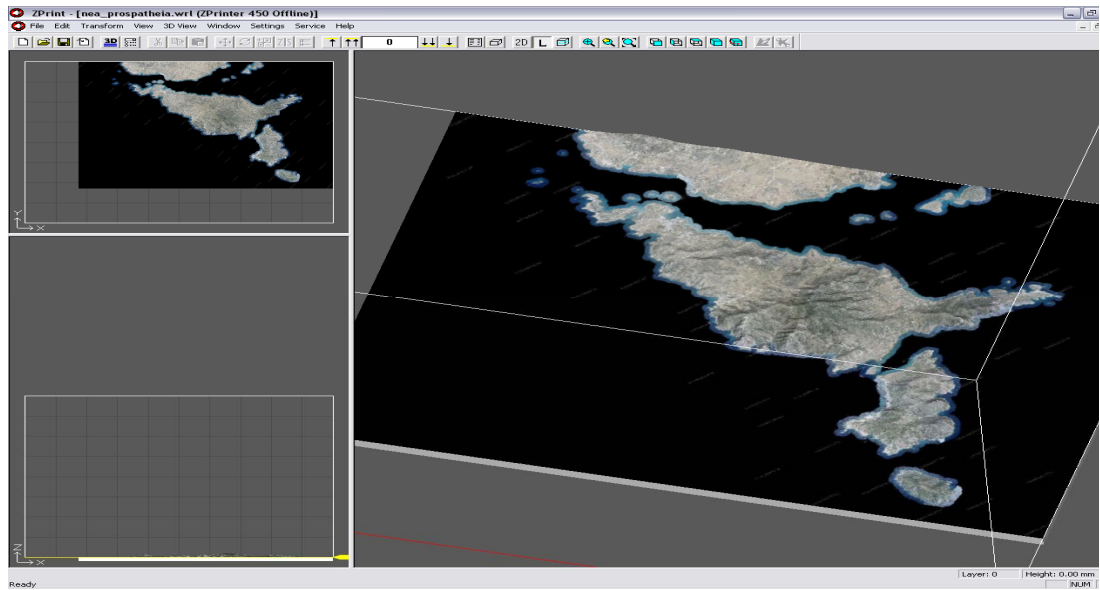 ZPrint - [nea_prospatheia.wrl (ZPrinter 450 Offline)]
File Edit Transform View 3D View Window Settings Service Help
3D 0 2D L
Y
X
Z
X
Layer: 0 Height: 0.00 mm
Ready NUM